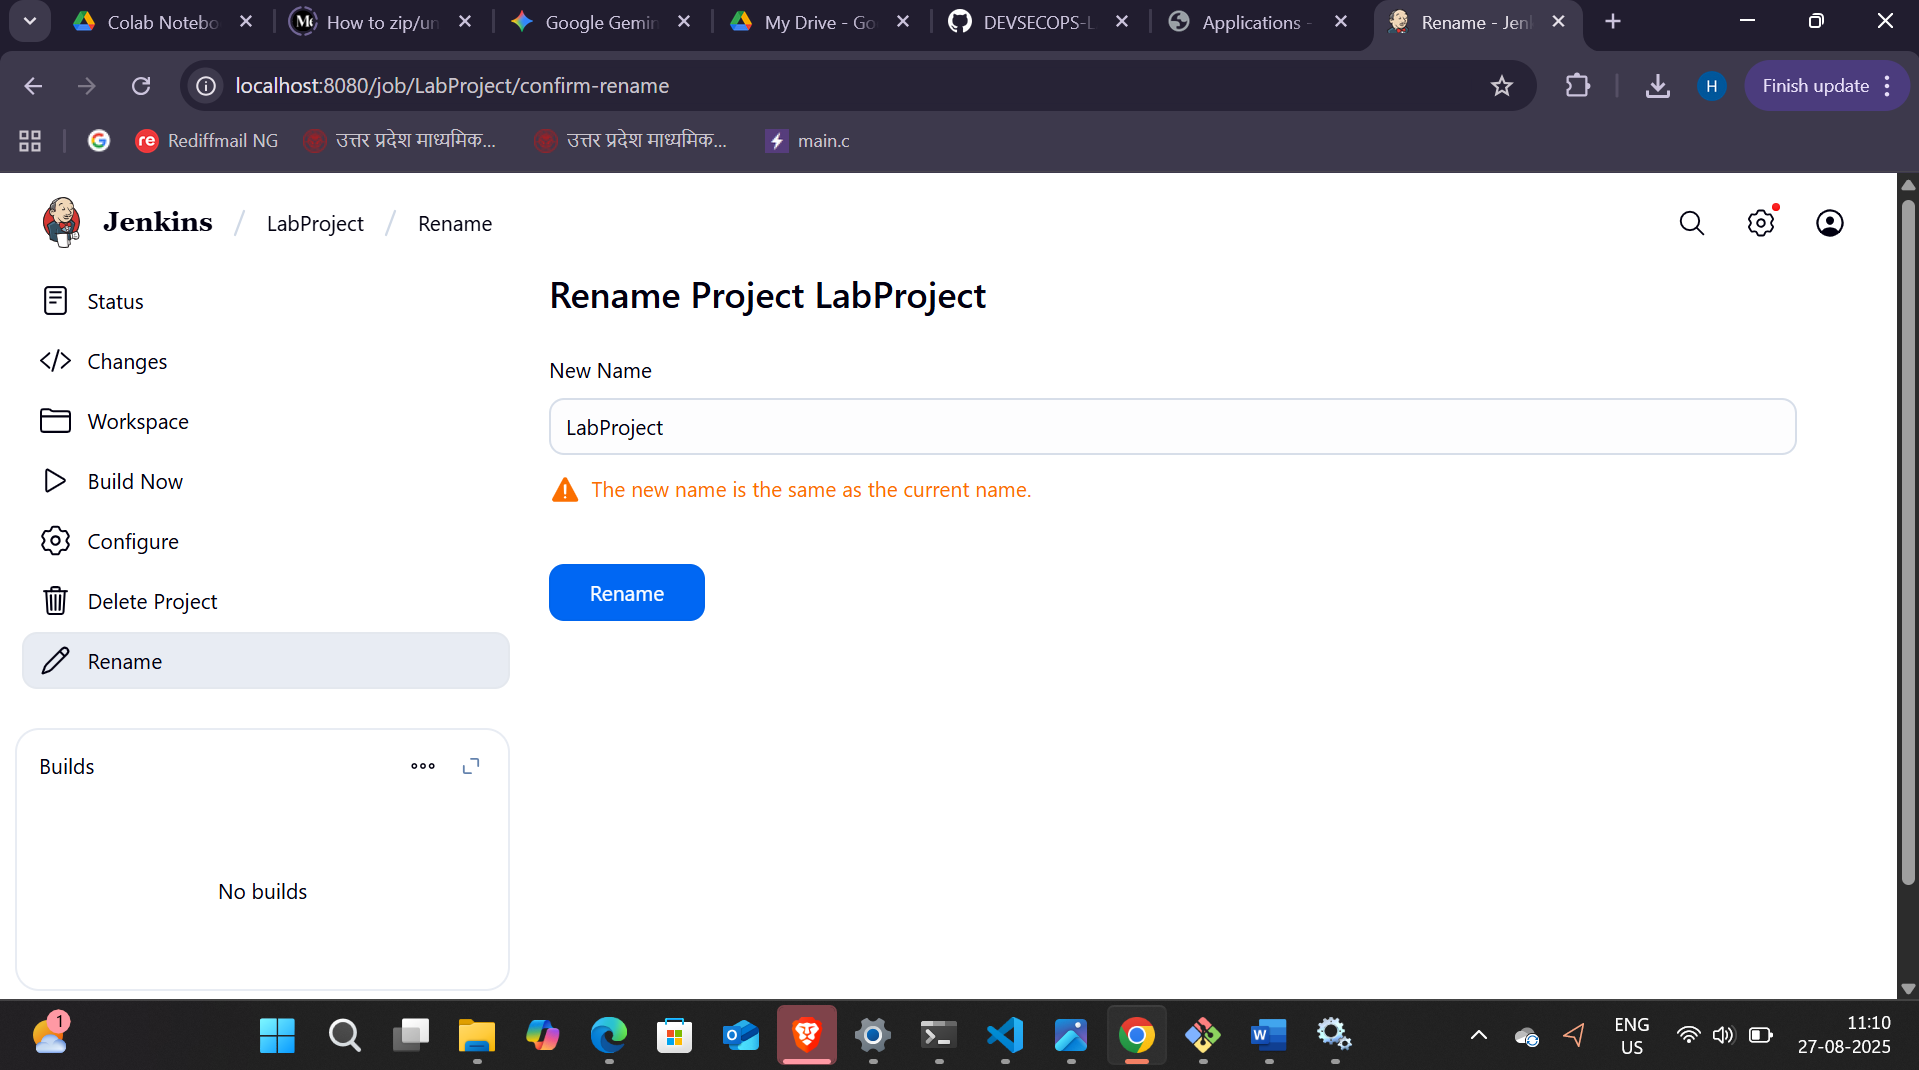 Colab Notebo
How to zip/un
Google Gemin
My Drive - Go
DEVSECOPS-L
Applications -
Rename - Jenk
localhost:8080/job/LabProject/confirm-rename
H
Finish update
G
re
Rediffmail NG
उत्तर प्रदेश माध्यमिक...
उत्तर प्रदेश माध्यमिक...
main.c
Jenkins / LabProject / Rename
Status
Changes
Workspace
Build Now
Configure
Delete Project
Rename
Builds
No builds
Rename Project LabProject
New Name
LabProject
The new name is the same as the current name.
Rename
1
ENG
US
11:10
27-08-2025